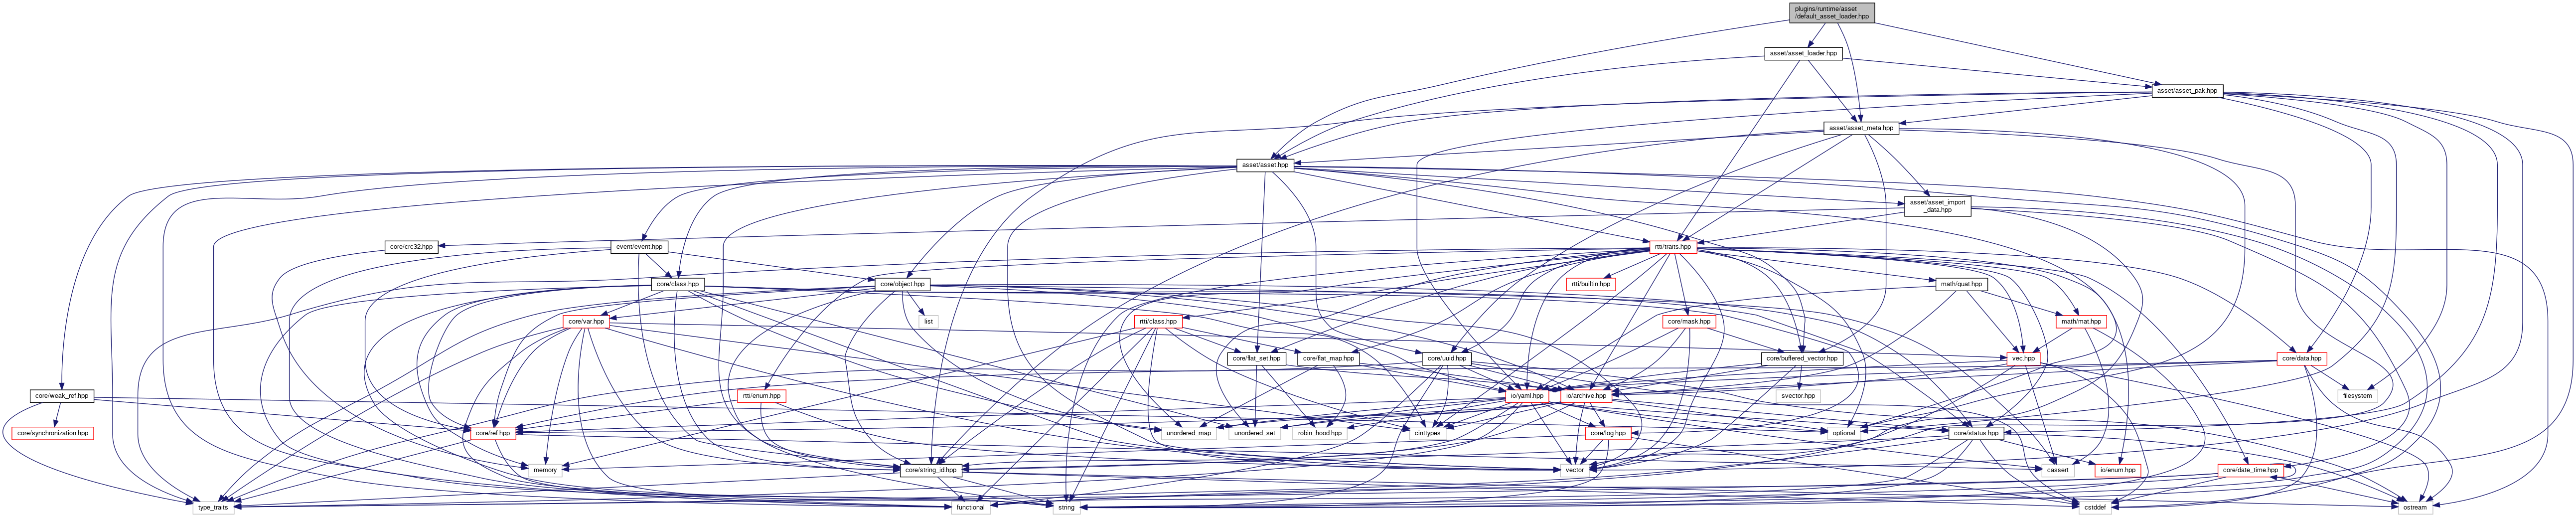 plugins/runtime/asset
/default_asset_loader.hpp
asset/asset_loader.hpp
asset/asset_pak.hpp
asset/asset_meta.hpp
asset/asset.hpp
asset/asset_import
_data.hpp
core/crc32.hpp
event/event.hpp
rtti/traits.hpp
core/class.hpp
core/object.hpp
rtti/builtin.hpp
math/quat.hpp
list
core/var.hpp
rtti/class.hpp
core/mask.hpp
math/mat.hpp
core/flat_set.hpp
core/flat_map.hpp
core/uuid.hpp
core/buffered_vector.hpp
vec.hpp
core/data.hpp
core/weak_ref.hpp
rtti/enum.hpp
io/yaml.hpp
io/archive.hpp
svector.hpp
filesystem
core/synchronization.hpp
core/ref.hpp
unordered_map
unordered_set
robin_hood.hpp
cinttypes
core/log.hpp
optional
core/status.hpp
memory
core/string_id.hpp
vector
cassert
io/enum.hpp
core/date_time.hpp
type_traits
functional
string
cstddef
ostream